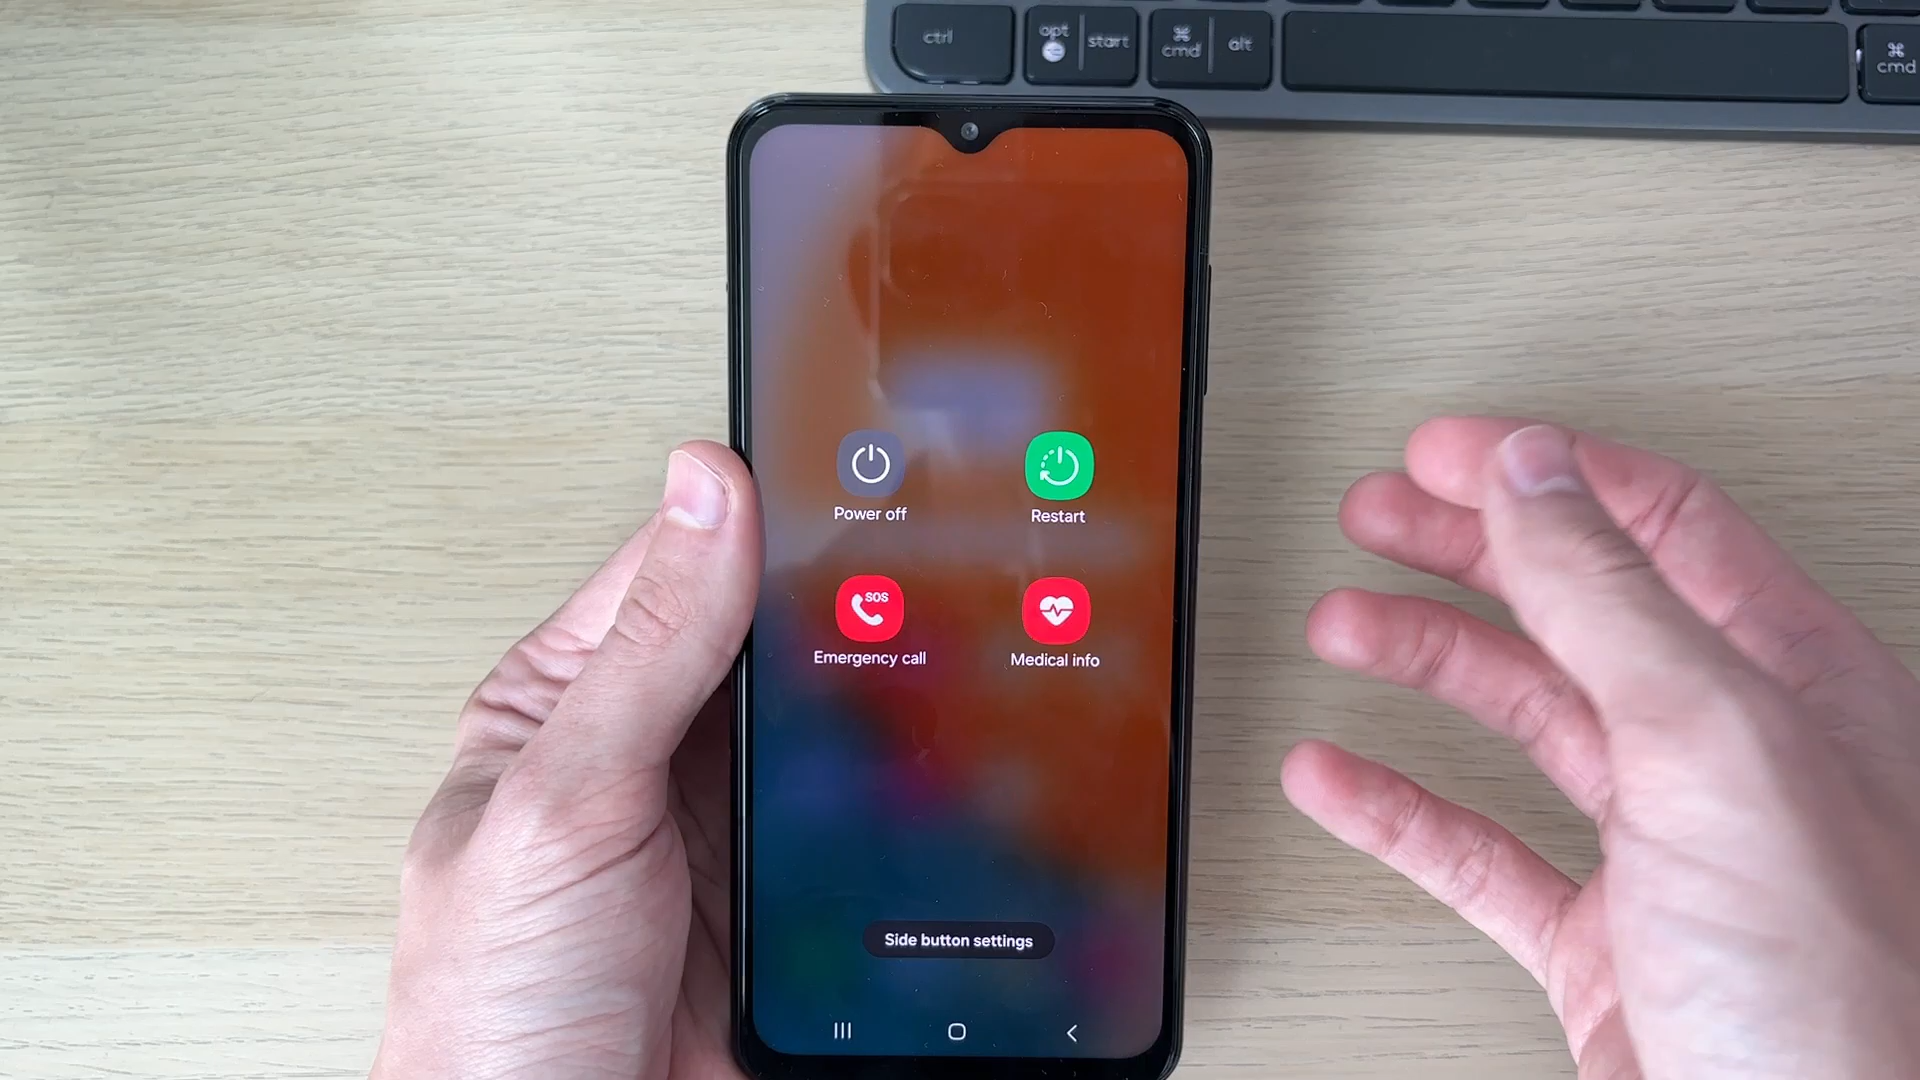 ctrl
opt start
⌘ cmd alt
⌘ cmd
Power off
Restart
SOS
Emergency call
Medical info
Side button settings